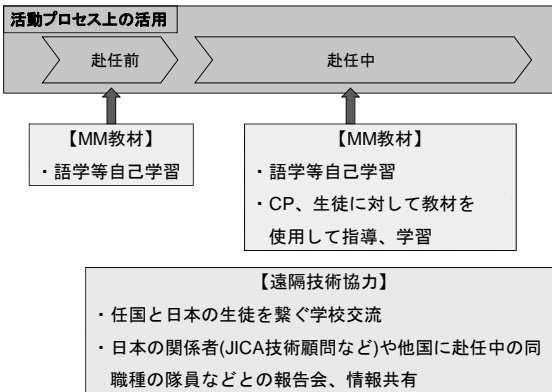 活動プロセス上の活用
赴任前
赴任中
【MM教材】
・語学等自己学習
【MM教材】
・語学等自己学習
・CP、生徒に対して教材を
使用して指導、学習
【遠隔技術協力】
・任国と日本の生徒を繋ぐ学校交流
・日本の関係者(JICA技術顧問など)や他国に赴任中の同
職種の隊員などとの報告会、情報共有